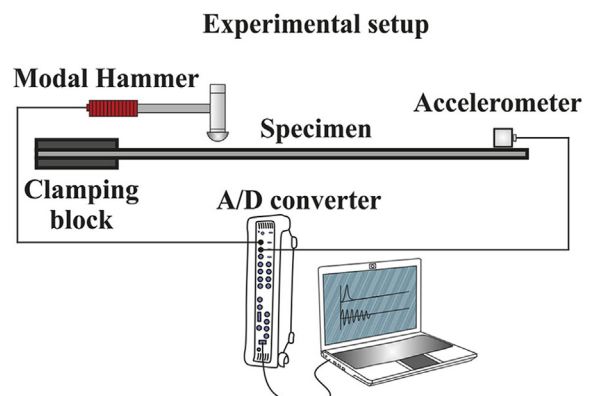 Experimental setup
Modal Hammer
Accelerometer
Specimen
Clamping
block
A/D converter